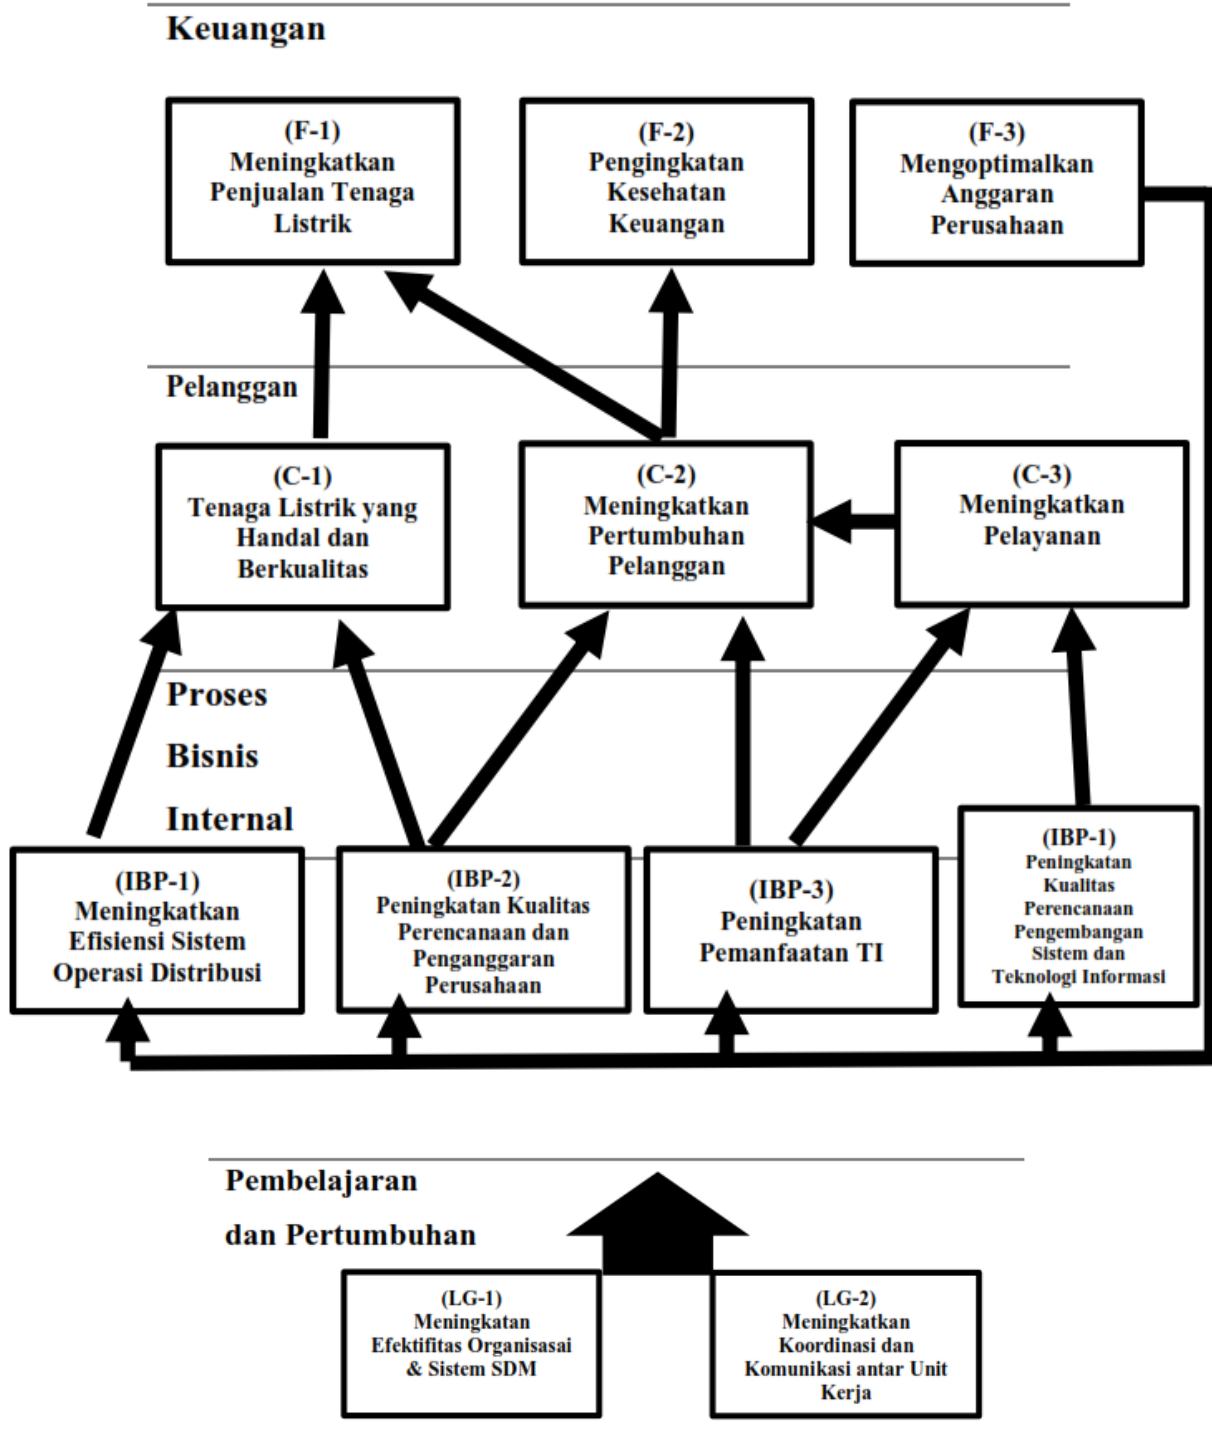 Keuangan
(F-1)
Meningkatkan
Penjualan Tenaga
Listrik
(F-2)
Pengingkatan
Kesehatan
Keuangan
(F-3)
Mengoptimalkan
Anggaran
Perusahaan
Pelanggan
(C-1)
Tenaga Listrik yang
Handal dan
Berkualitas
(C-2)
Meningkatkan
Pertumbuhan
Pelanggan
(C-3)
Meningkatkan
Pelayanan
Proses
Bisnis
Internal
(IBP-1)
Meningkatkan
Efisiensi Sistem
Operasi Distribusi
(IBP-2)
Peningkatan Kualitas
Perencanaan dan
Penganggaran
Perusahaan
(IBP-3)
Peningkatan
Pemanfaatan TI
(IBP-1)
Peningkatan
Kualitas
Perencanaan
Pengembangan
Sistem dan
Teknologi Informasi
Pembelajaran
dan Pertumbuhan
(LG-1)
Meningkatan
Efektifitas Organisasai
& Sistem SDM
(LG-2)
Meningkatkan
Koordinasi dan
Komunikasi antar Unit
Kerja